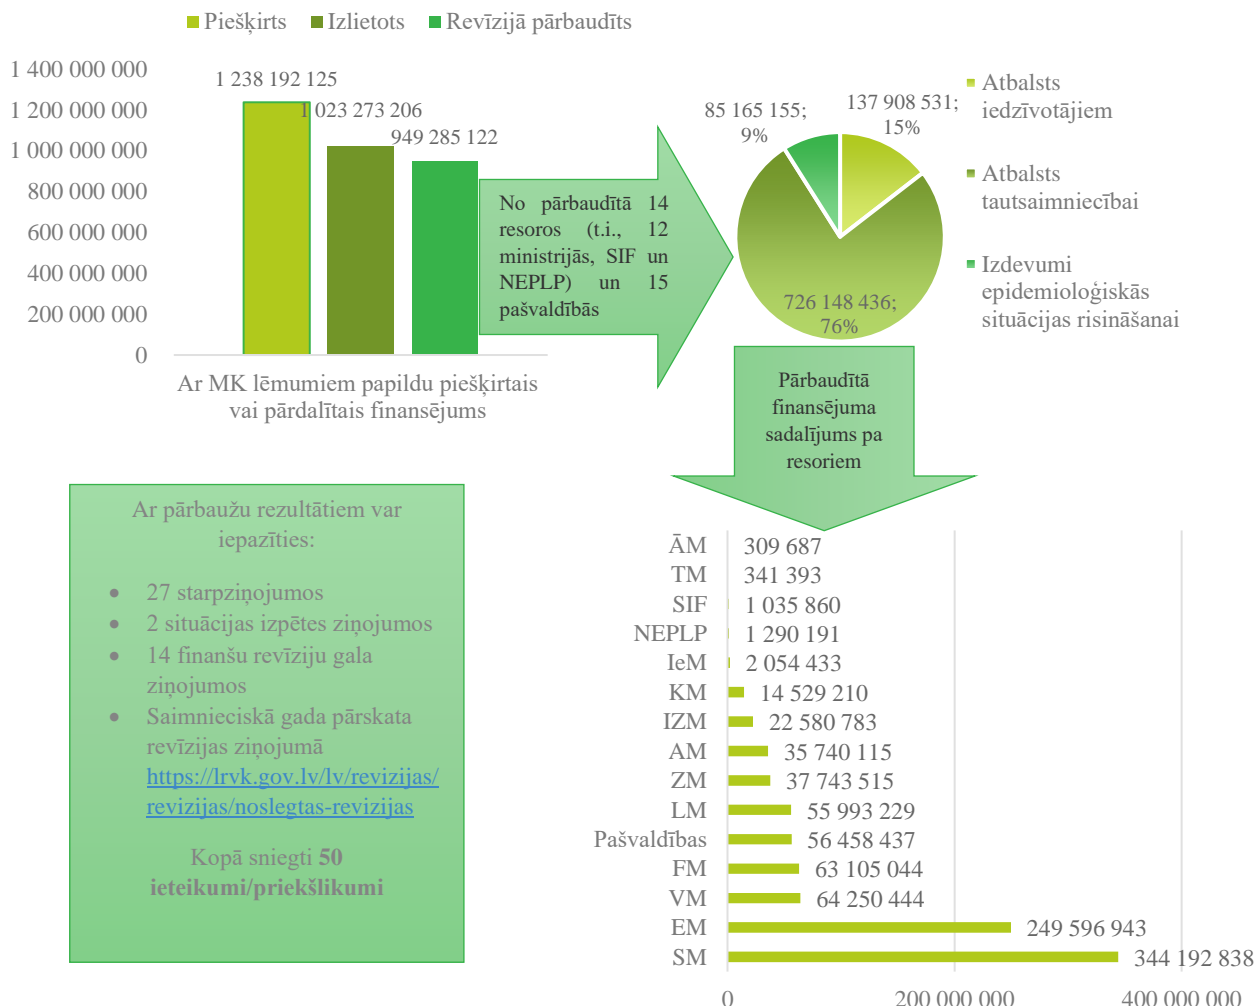 Piešķirts
Izlietots
Revīzijā pārbaudīts
1 400 000 000
1 200 000 000
1 000 000 000
800 000 000
600 000 000
400 000 000
200 000 000
0
1 238 192 125
1 023 273 206
949 285 122
Ar MK lēmumiem papildu piešķirtais
vai pārdalītais finansējums
No pārbaudītā 14
resoros (t.i., 12
ministrijās, SIF un
NEPLP) un 15
pašvaldībās
85 165 155;
9%
137 908 531;
15%
726 148 436;
76%
Atbalsts
iedzīvotājiem
Atbalsts
tautsaimniecībai
Izdevumi
epidemioloģiskās
situācijas risināšanai
Pārbaudītā
finansējuma
sadalījums pa
resoriem
Ar pārbaužu rezultātiem var
iepazīties:
• 27 starpziņojumos
• 2 situācijas izpētes ziņojumos
• 14 finanšu revīziju gala
ziņojumos
• Saimnieciskā gada pārskata
revīzijas ziņojumā
https://lrvk.gov.lv/lv/revizijas/
revizijas/noslegtas-revizijas
Kopā sniegti 50
ieteikumi/priekšlikumi
ĀM 309 687
TM 341 393
SIF 1 035 860
NEPLP 1 290 191
IeM 2 054 433
KM 14 529 210
IZM 22 580 783
AM 35 740 115
ZM 37 743 515
LM 55 993 229
Pašvaldības 56 458 437
FM 63 105 044
VM 64 250 444
EM 249 596 943
SM 344 192 838
0 200 000 000 400 000 000